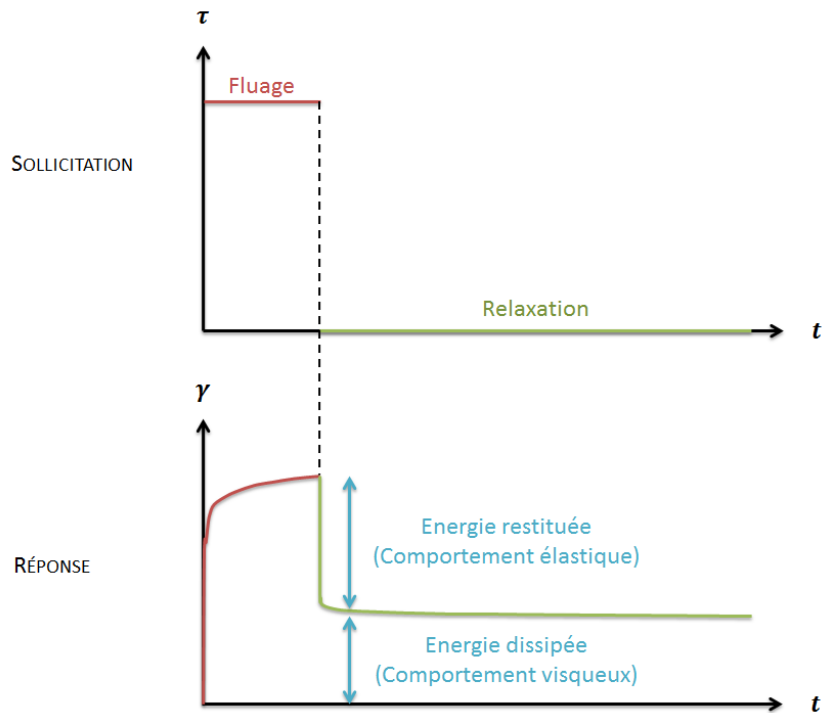 τ
Fluage
SOLLICITATION
Relaxation
t
γ
Energie restituée
(Comportement élastique)
RÉPONSE
Energie dissipée
(Comportement visqueux)
t